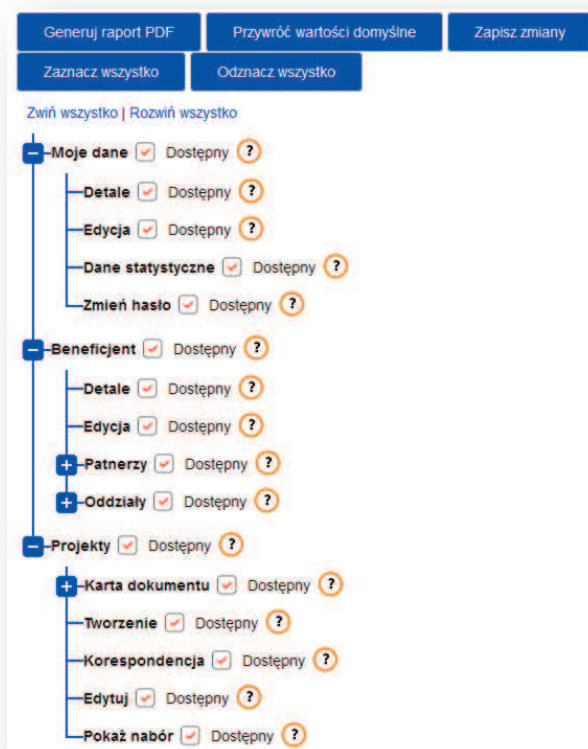 Generuj raport PDF Przywróć wartości domyślne Zapisz zmiany
Zaznacz wszystko Odznacz wszystko
Zwiń wszystko | Rozwiń wszystko
Moje dane Dostępny ?
Detale Dostępny ?
Edycja Dostępny ?
Dane statystyczne Dostępny ?
Zmień hasło Dostępny ?
Beneficjent Dostępny ?
Detale Dostępny ?
Edycja Dostępny ?
Patnerzy Dostępny ?
Oddziały Dostępny ?
Projekty Dostępny ?
Karta dokumentu Dostępny ?
Tworzenie Dostępny ?
Korespondencja Dostępny ?
Edytuj Dostępny ?
Pokaż nabór Dostępny ?